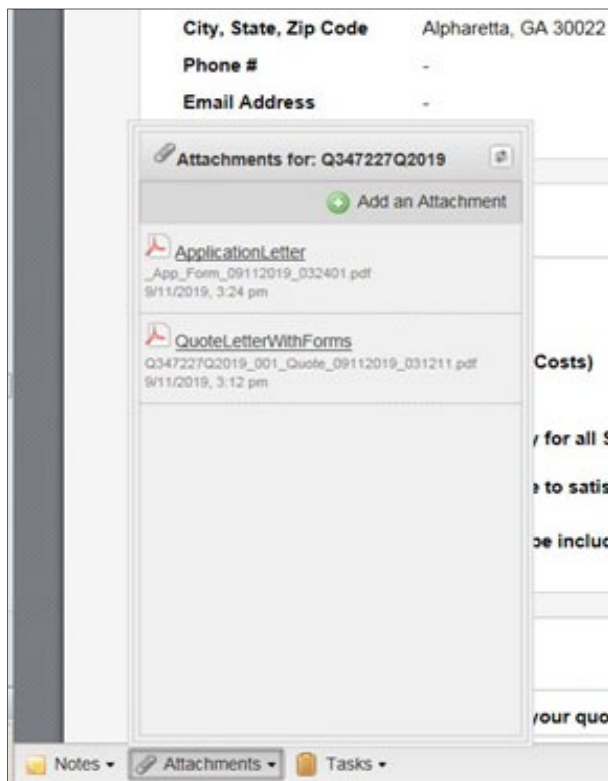 City, State, Zip Code Alpharetta, GA 30022
Phone # -
Email Address -
Attachments for: Q347227Q2019
Add an Attachment
ApplicationLetter
_App_Form_09112019_032401.pdf
9/11/2019, 3:24 pm
QuoteLetterWithForms
Q347227Q2019_001_Quote_09112019_031211.pdf
9/11/2019, 3:12 pm
Costs)
y for all S
e to satis
be includ
your quo
Notes Attachments Tasks